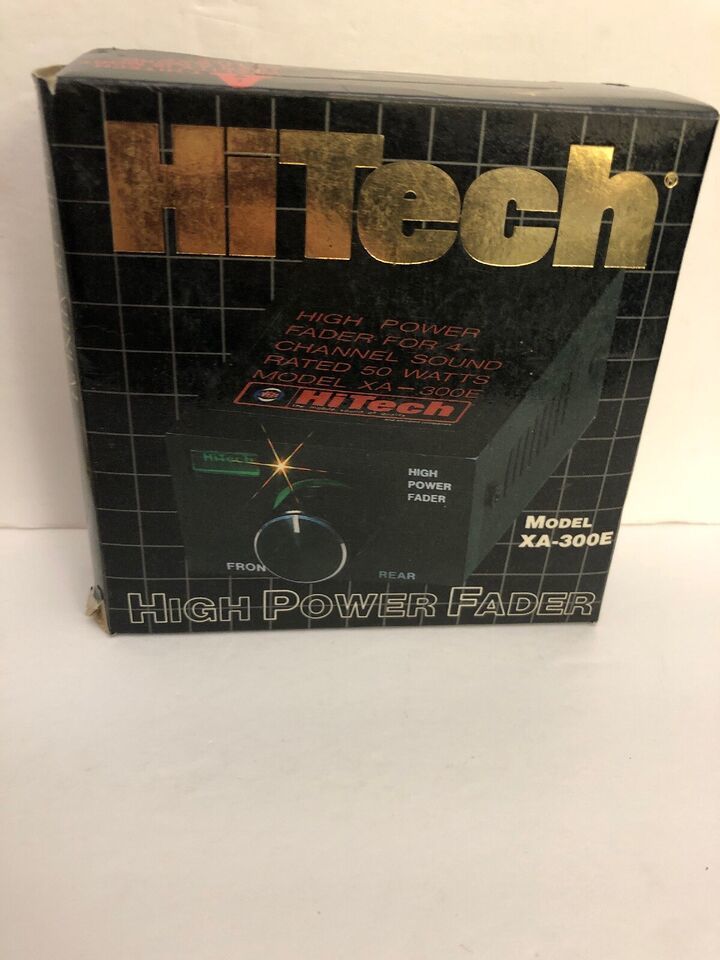 HiTech®
HIGH POWER
FADER FOR 4-
CHANNEL SOUND
RATED 50 WATTS
MODEL XA-300E
HiTech
HiTech
HIGH
POWER
FADER
MODEL
XA-300E
FRON
REAR
HIGH POWER FADER